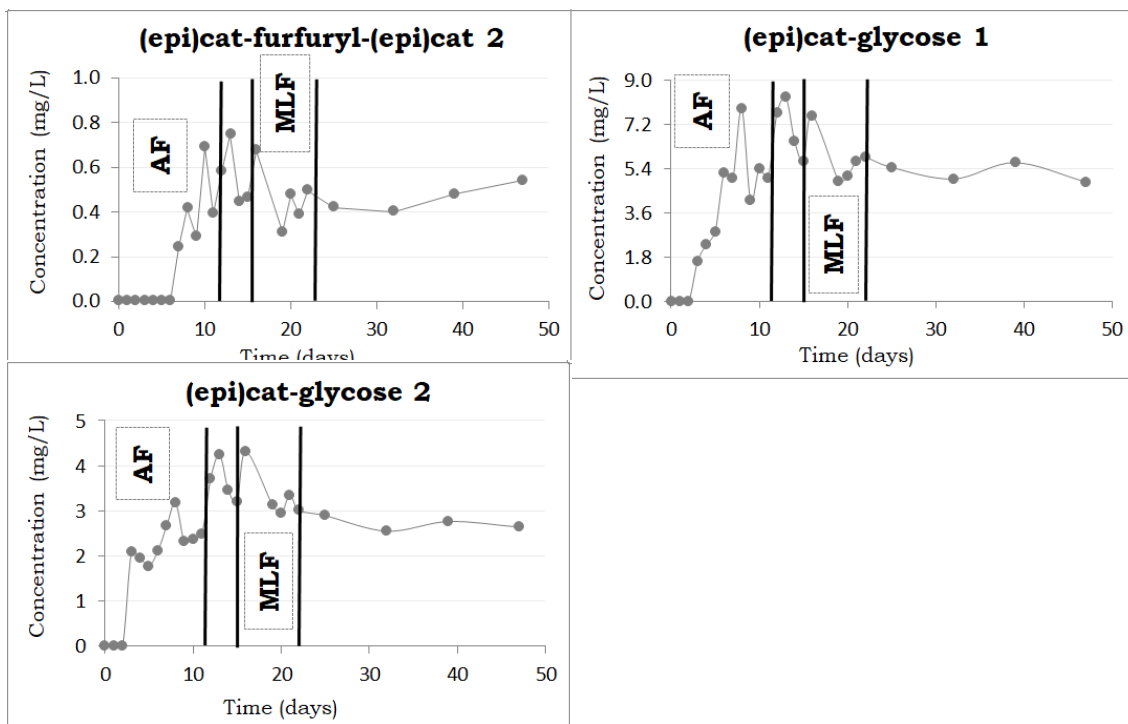 (epi)cat-furfuryl-(epi)cat 2
Concentration (mg/L)
1.0
0.8
0.6
0.4
0.2
0.0
AF
MLF
0 10 20 30 40 50
Time (days)
(epi)cat-glycose 1
Concentration (mg/L)
9.0
7.2
5.4
3.6
1.8
0.0
AF
MLF
0 10 20 30 40 50
Time (days)
(epi)cat-glycose 2
Concentration (mg/L)
5
4
3
2
1
0
AF
MLF
0 10 20 30 40 50
Time (days)